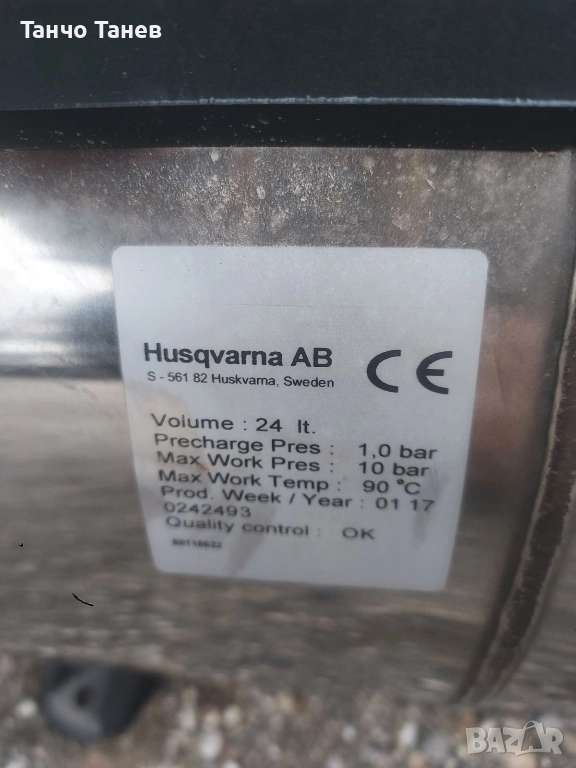 Танчо Танев
Husqvarna AB
S - 561 82 Huskvarna, Sweden
CE
Volume : 24 lt.
Precharge Pres : 1,0 bar
Max Work Pres : 10 bar
Max Work Temp : 90 °C
Prod. Week / Year : 01 17
0242493
Quality control : OK
BAZAR